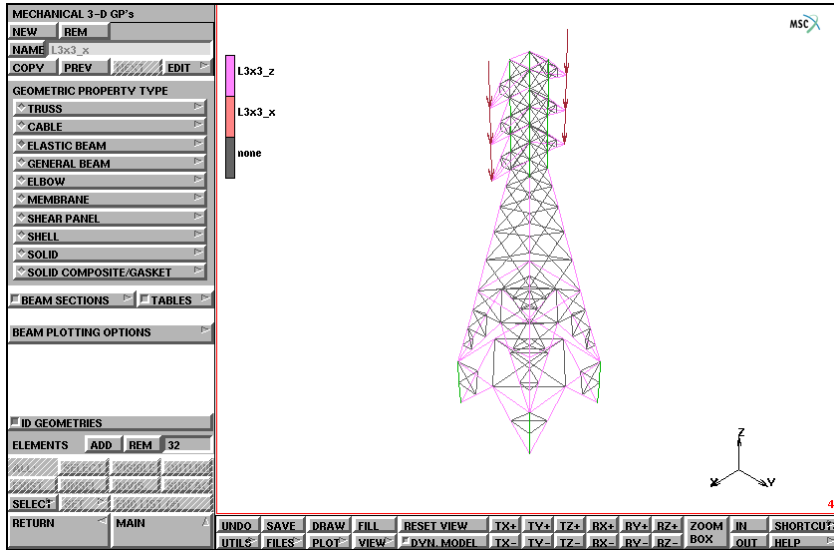 MECHANICAL 3-D GP's
NEW REM
NAME L3x3_x
COPY PREV NEXT EDIT
GEOMETRIC PROPERTY TYPE
TRUSS
CABLE
ELASTIC BEAM
GENERAL BEAM
ELBOW
MEMBRANE
SHEAR PANEL
SHELL
SOLID
SOLID COMPOSITE/GASKET
BEAM SECTIONS TABLES
BEAM PLOTTING OPTIONS
ID GEOMETRIES
ELEMENTS ADD REM 32
SELECT
RETURN MAIN
L3x3_z
L3x3_x
none
MSC
Z
X Y
4
UNDO SAVE DRAW FILL RESET VIEW TX+ TY+ TZ+ RX+ RY+ RZ+ ZOOM IN SHORTCUTS
UTILS FILES PLOT VIEW DYN. MODEL TX- TY- TZ- RX- RY- RZ- BOX OUT HELP